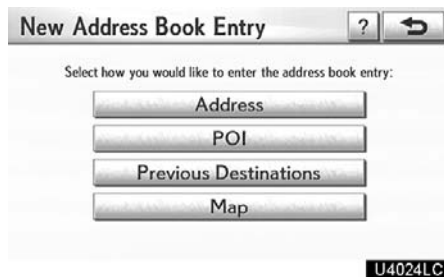 New Address Book Entry ?
Select how you would like to enter the address book entry:
Address
POI
Previous Destinations
Map
U4024LC